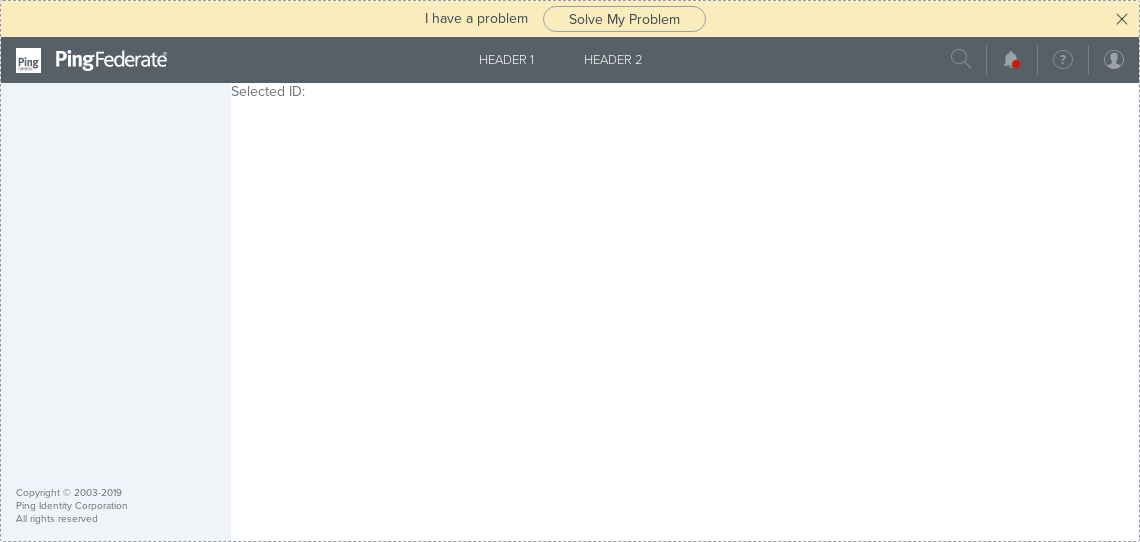 I have a problem Solve My Problem
Ping Identity PingFederate® HEADER 1 HEADER 2 ?
Selected ID:
Copyright © 2003-2019
Ping Identity Corporation
All rights reserved